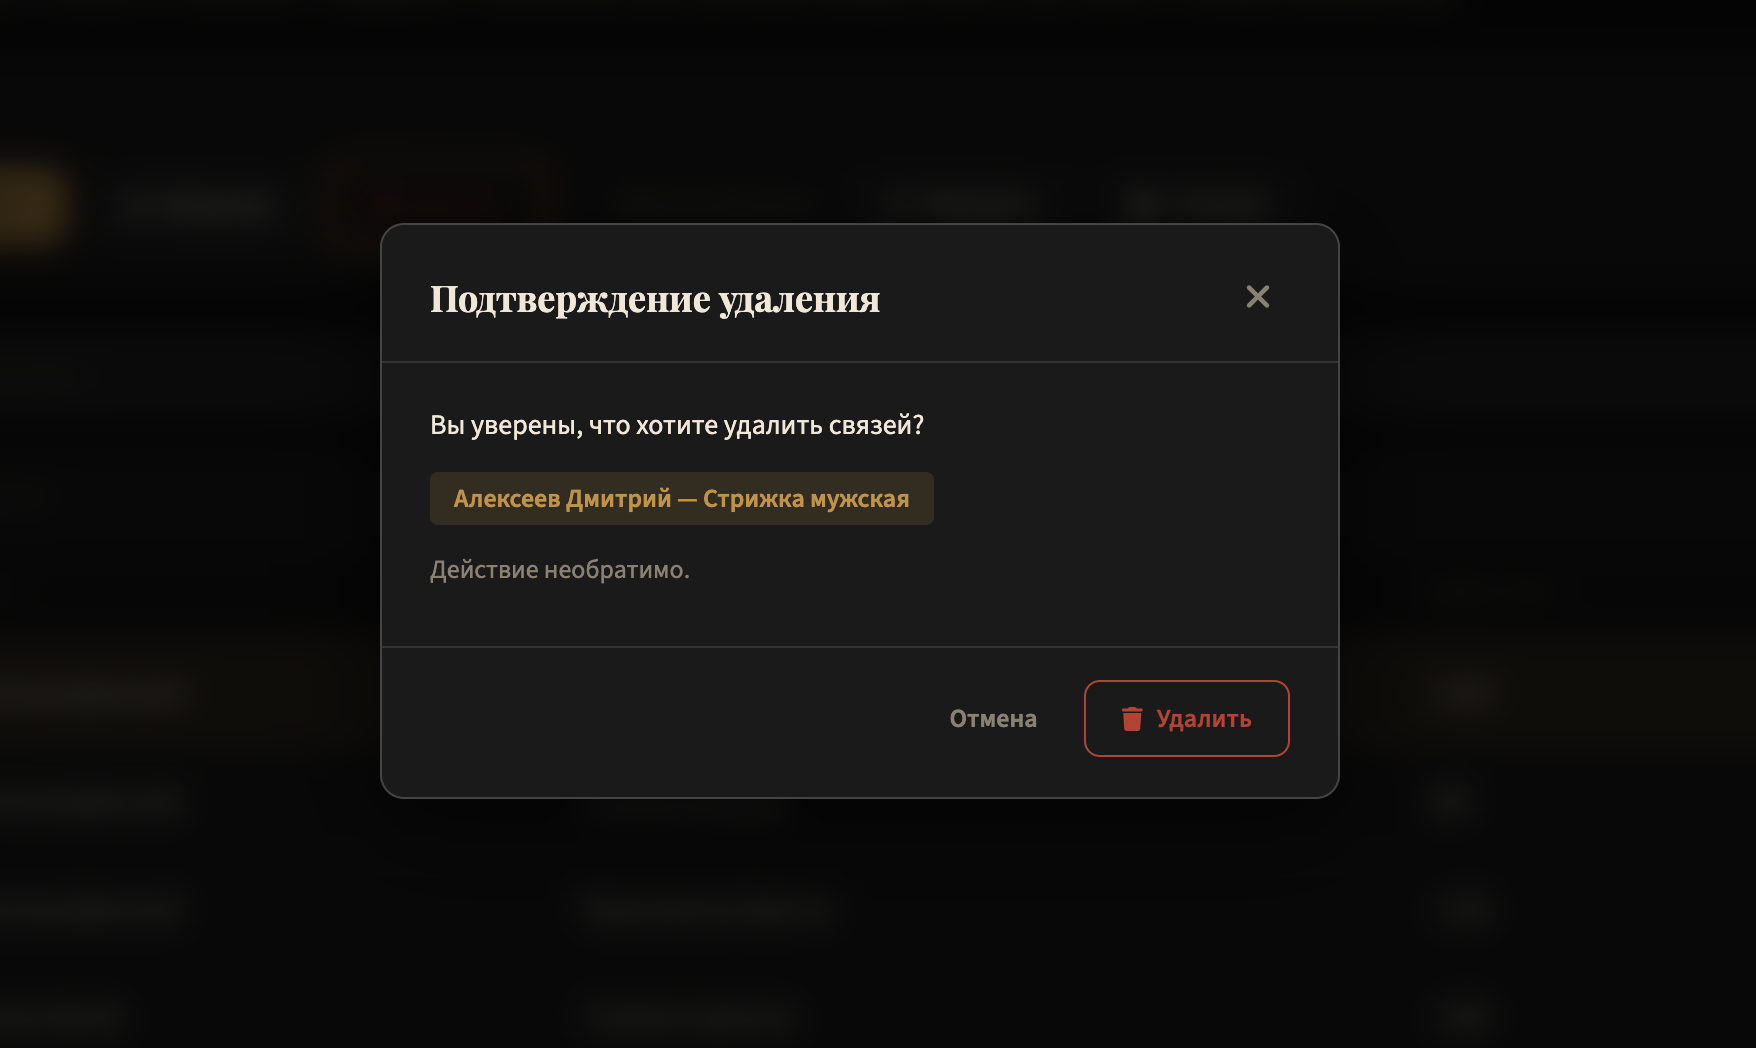 Подтверждение удаления
Вы уверены, что хотите удалить связей?
Алексеев Дмитрий — Стрижка мужская
Действие необратимо.
Отмена
Удалить